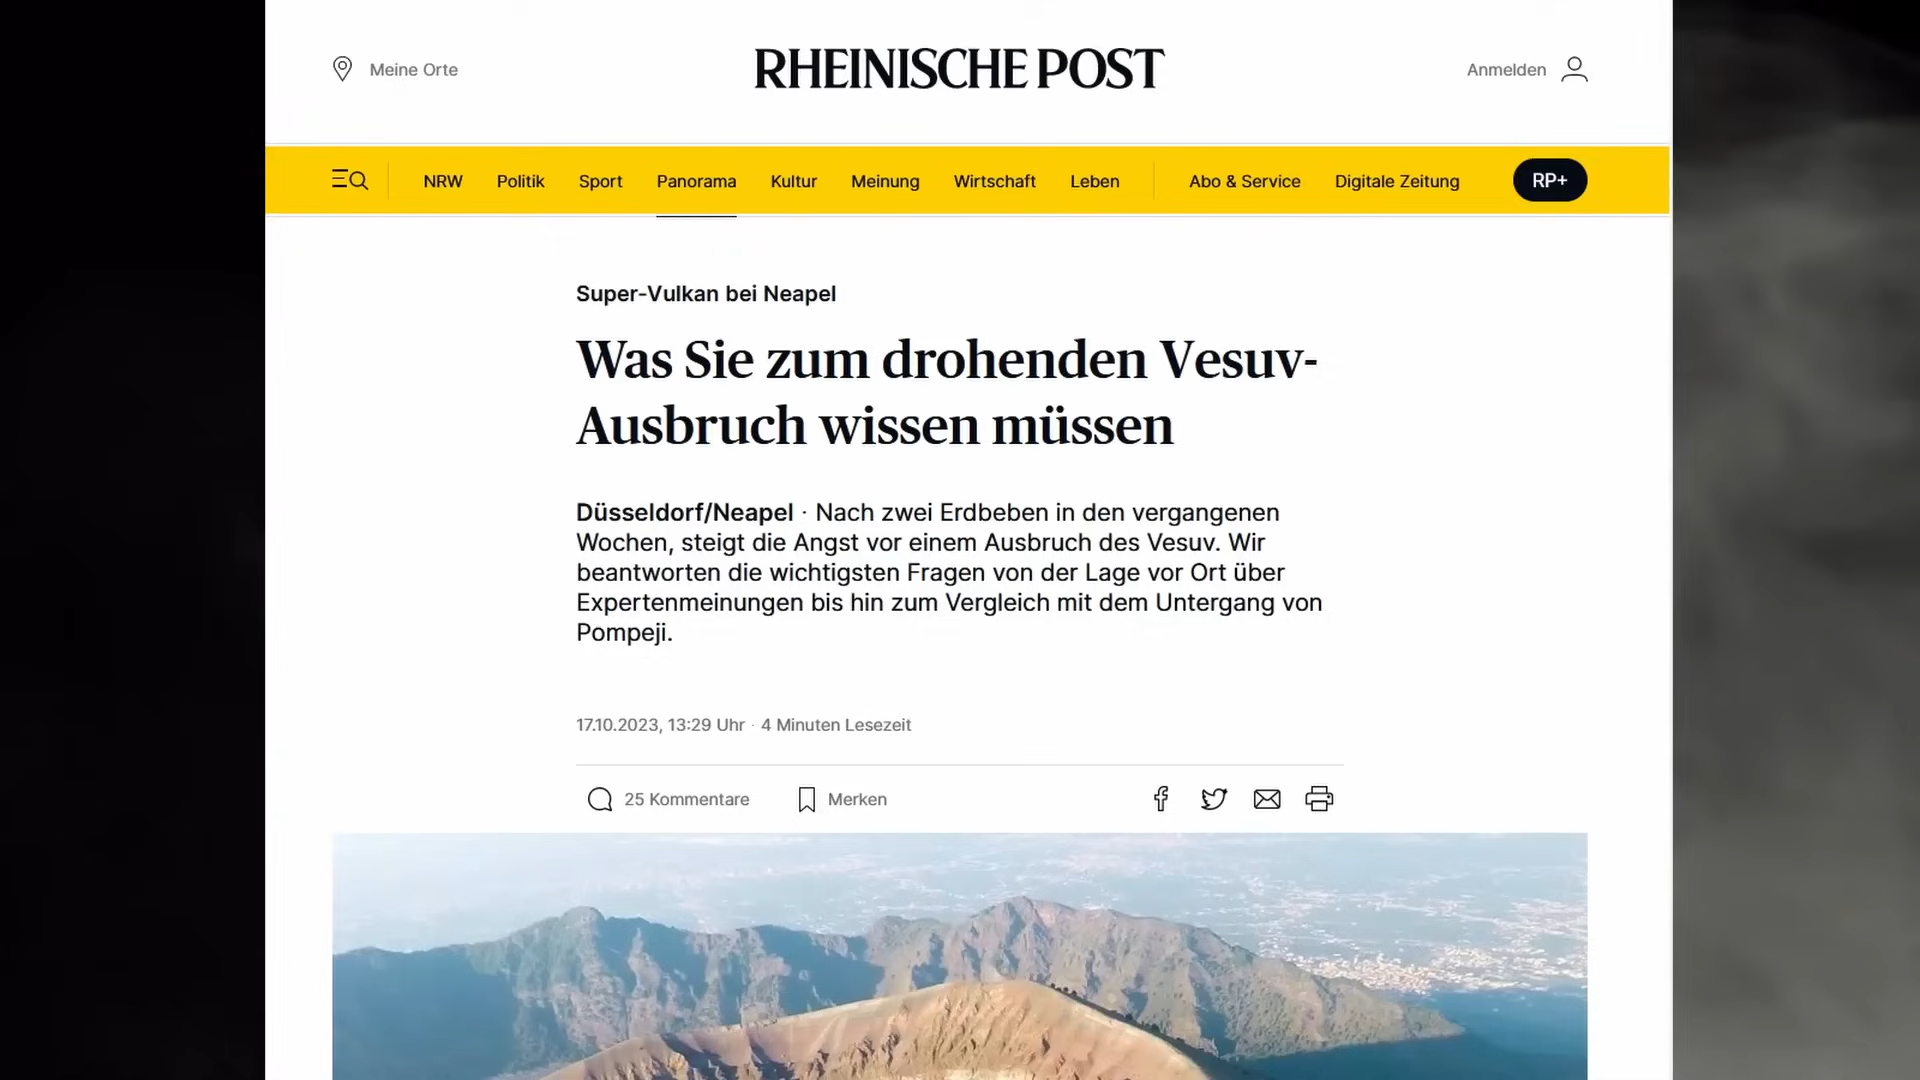 Meine Orte
RHEINISCHE POST
Anmelden
NRW Politik Sport Panorama Kultur Meinung Wirtschaft Leben Abo & Service Digitale Zeitung RP+
Super-Vulkan bei Neapel
Was Sie zum drohenden Vesuv-
Ausbruch wissen müssen
Düsseldorf/Neapel · Nach zwei Erdbeben in den vergangenen
Wochen, steigt die Angst vor einem Ausbruch des Vesuv. Wir
beantworten die wichtigsten Fragen von der Lage vor Ort über
Expertenmeinungen bis hin zum Vergleich mit dem Untergang von
Pompeji.
17.10.2023, 13:29 Uhr · 4 Minuten Lesezeit
25 Kommentare Merken